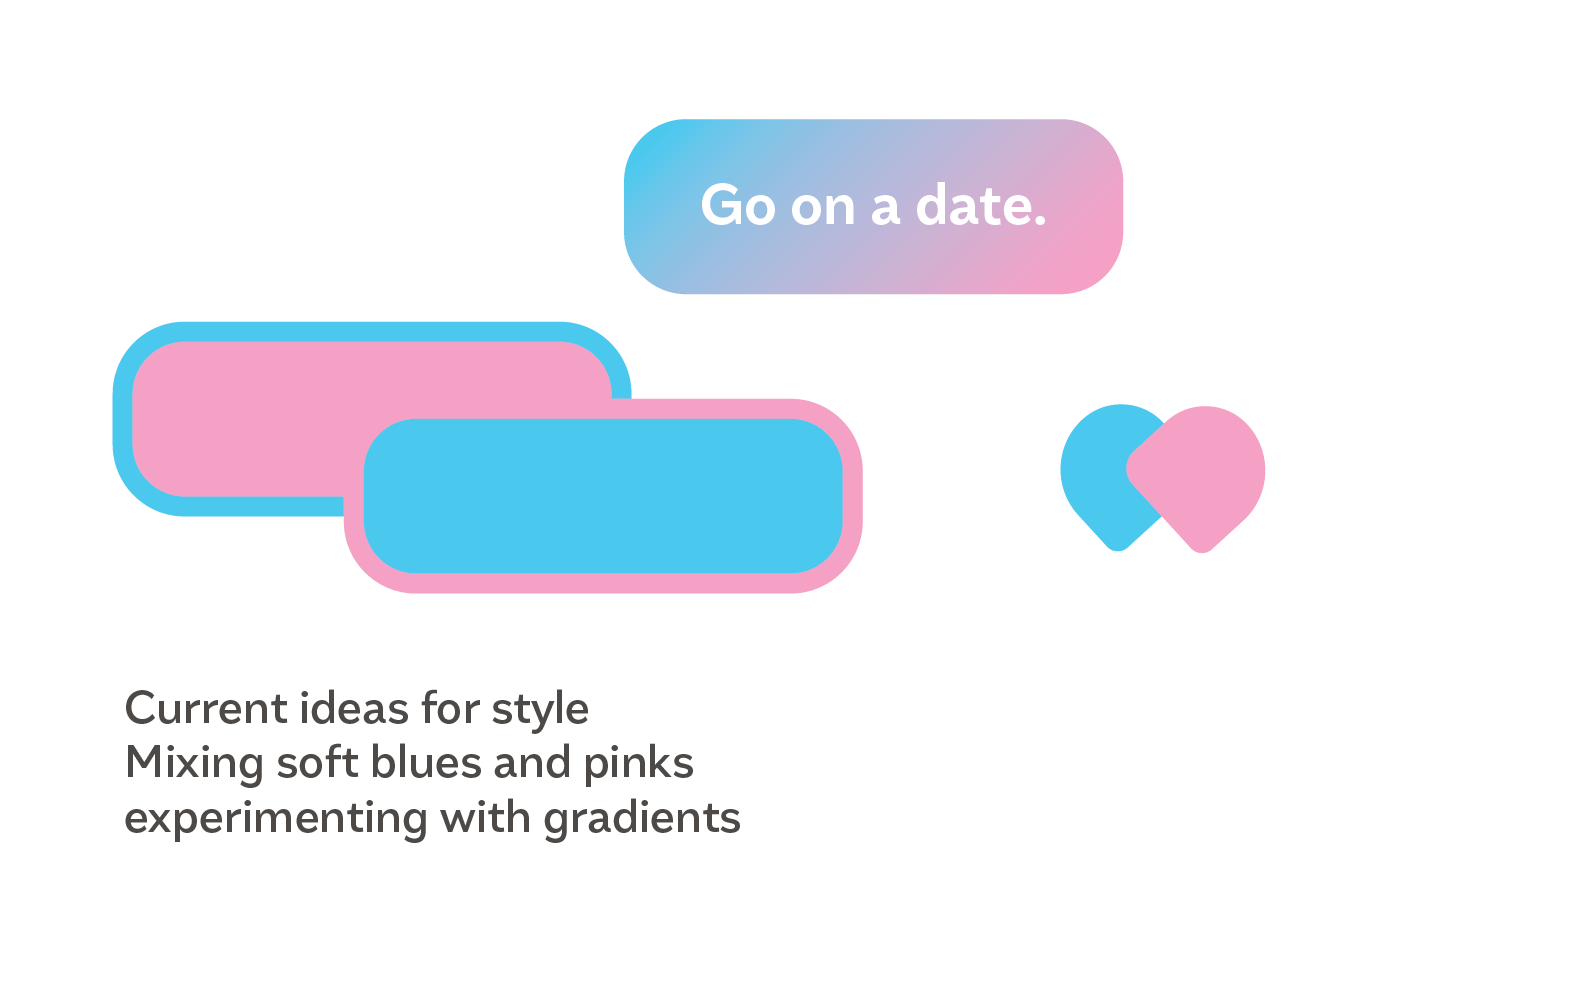 Go on a date.
Current ideas for style
Mixing soft blues and pinks
experimenting with gradients